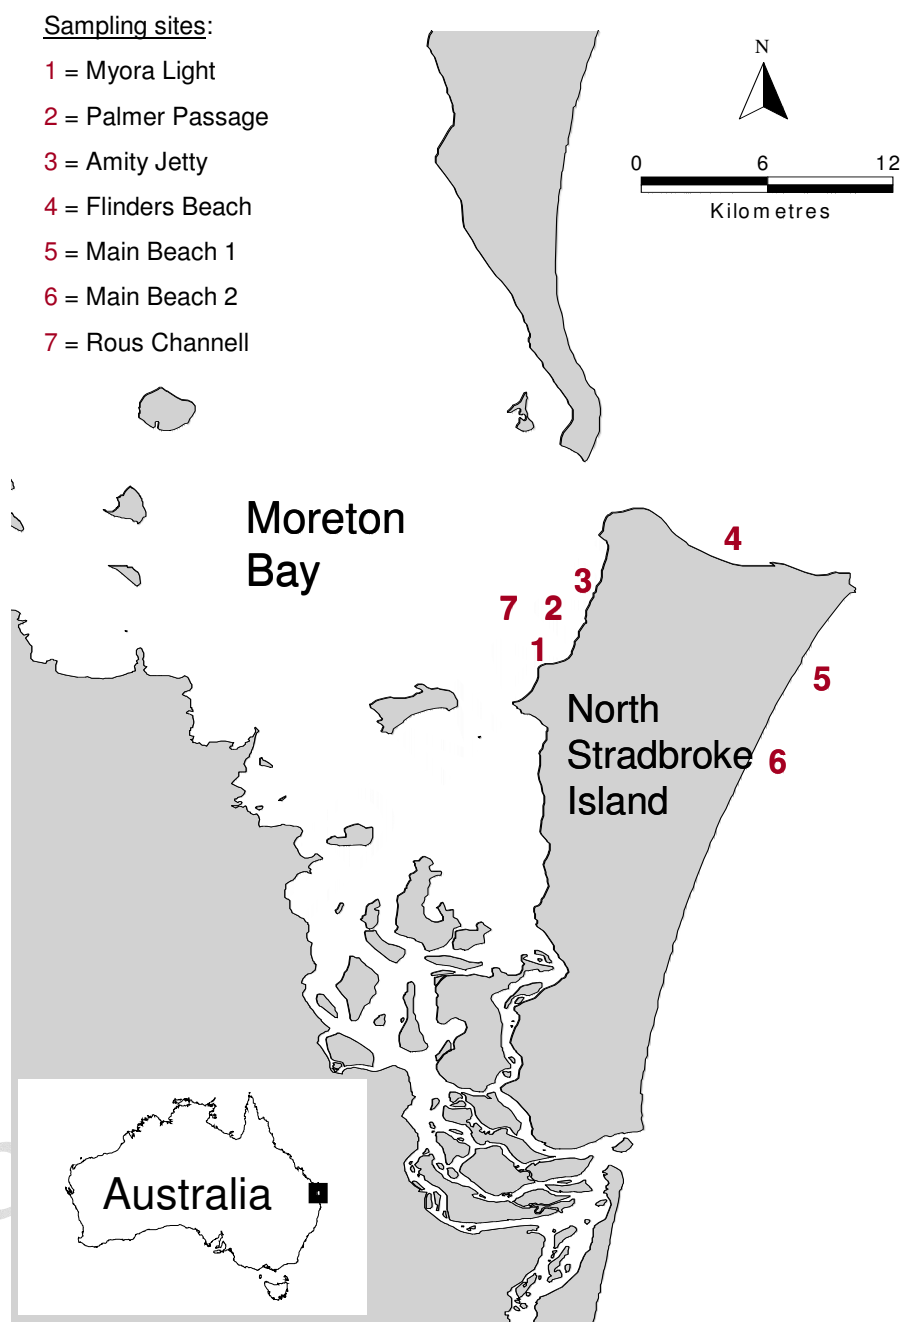 Sampling sites:
1 = Myora Light
2 = Palmer Passage
3 = Amity Jetty
4 = Flinders Beach
5 = Main Beach 1
6 = Main Beach 2
7 = Rous Channell
N
0 6 12
Kilometres
Moreton
Bay
4
3
7 2
1
5
North
Stradbroke
Island
6
Australia